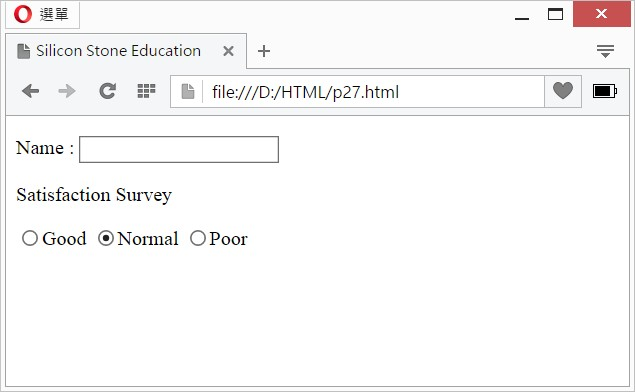 選單
Silicon Stone Education
file:///D:/HTML/p27.html
Name :
Satisfaction Survey
Good Normal Poor